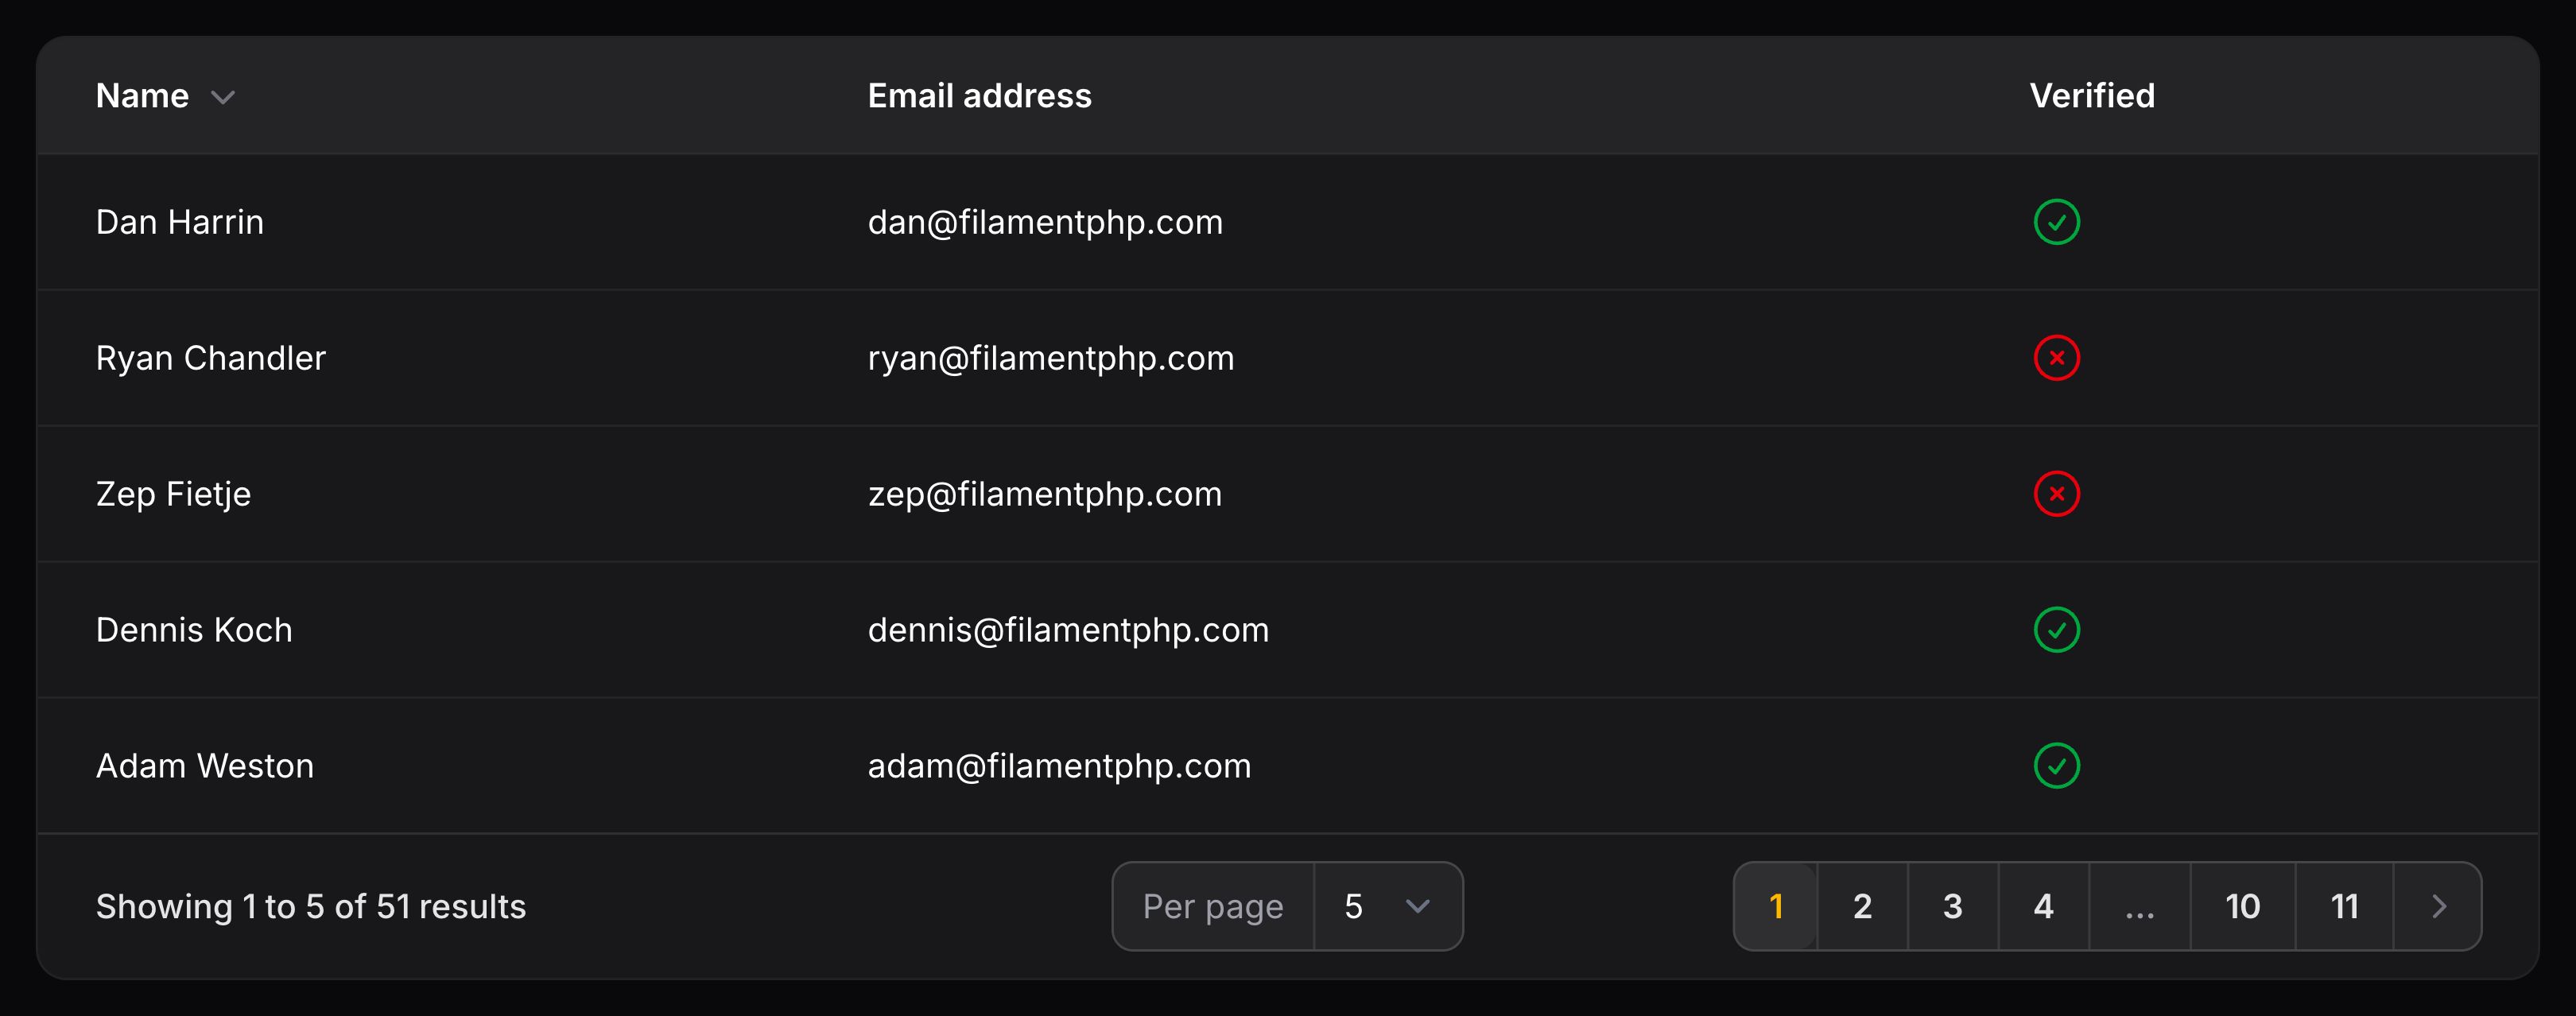 Name Email address Verified
Dan Harrin dan@filamentphp.com
Ryan Chandler ryan@filamentphp.com
Zep Fietje zep@filamentphp.com
Dennis Koch dennis@filamentphp.com
Adam Weston adam@filamentphp.com
Showing 1 to 5 of 51 results Per page 5 1 2 3 4 ... 10 11